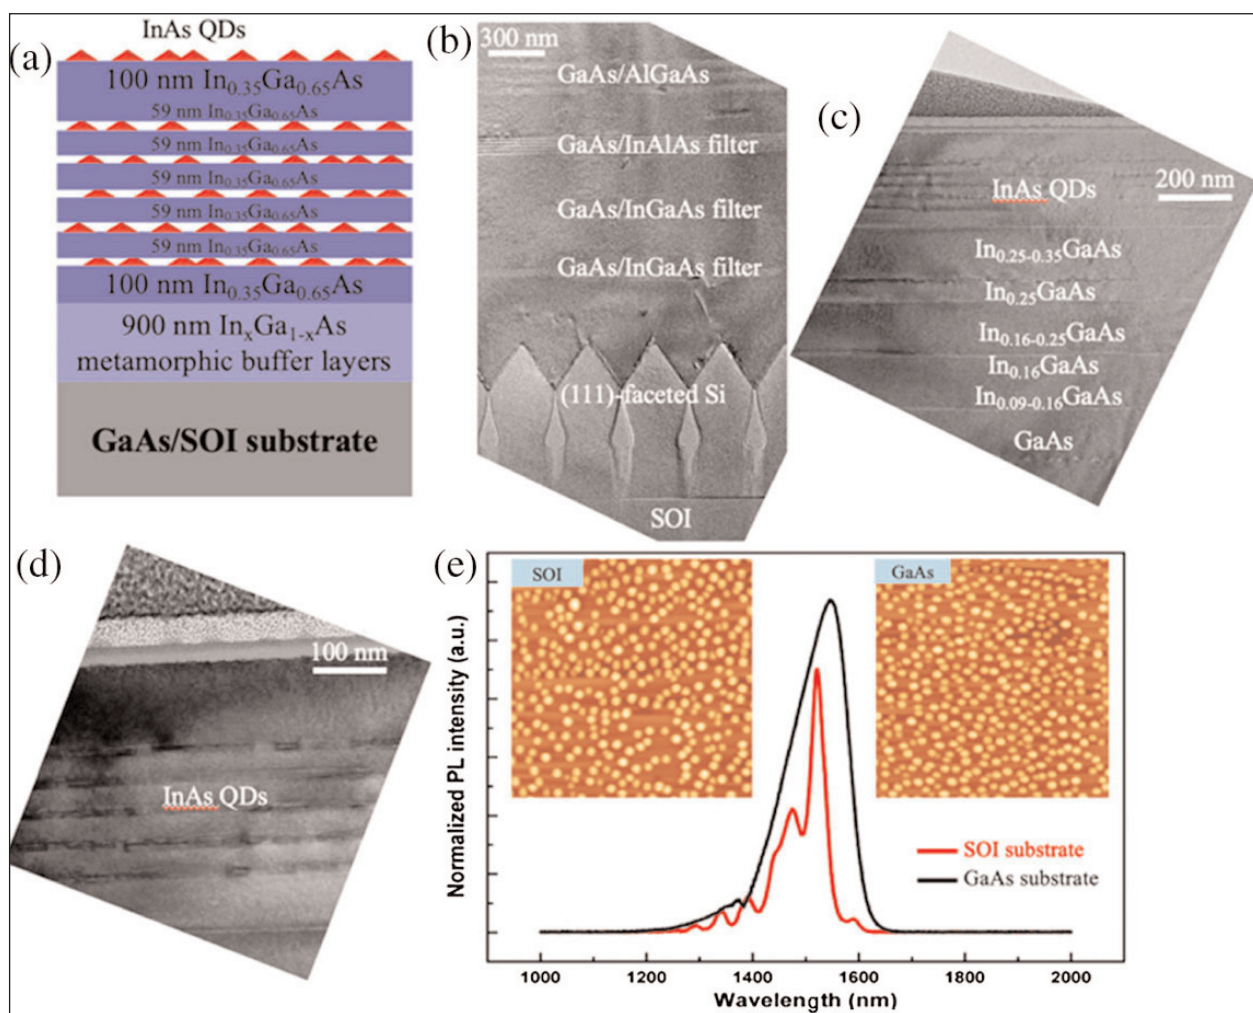 (a)
InAs QDs
100 nm In0.35Ga0.65As
59 nm In0.35Ga0.65As
59 nm In0.35Ga0.65As
59 nm In0.35Ga0.65As
59 nm In0.35Ga0.65As
59 nm In0.35Ga0.65As
100 nm In0.35Ga0.65As
900 nm InxGa1-xAs
metamorphic buffer layers
GaAs/SOI substrate
(b)
300 nm
GaAs/AlGaAs
GaAs/InAlAs filter
GaAs/InGaAs filter
GaAs/InGaAs filter
(111)-faceted Si
SOI
(c)
200 nm
InAs QDs
In0.25-0.35GaAs
In0.25GaAs
In0.16-0.25GaAs
In0.16GaAs
In0.09-0.16GaAs
GaAs
(d)
100 nm
InAs QDs
(e)
SOI
GaAs
Normalized PL intensity (a.u.)
SOI substrate
GaAs substrate
1000 1200 1400 1600 1800 2000
Wavelength (nm)